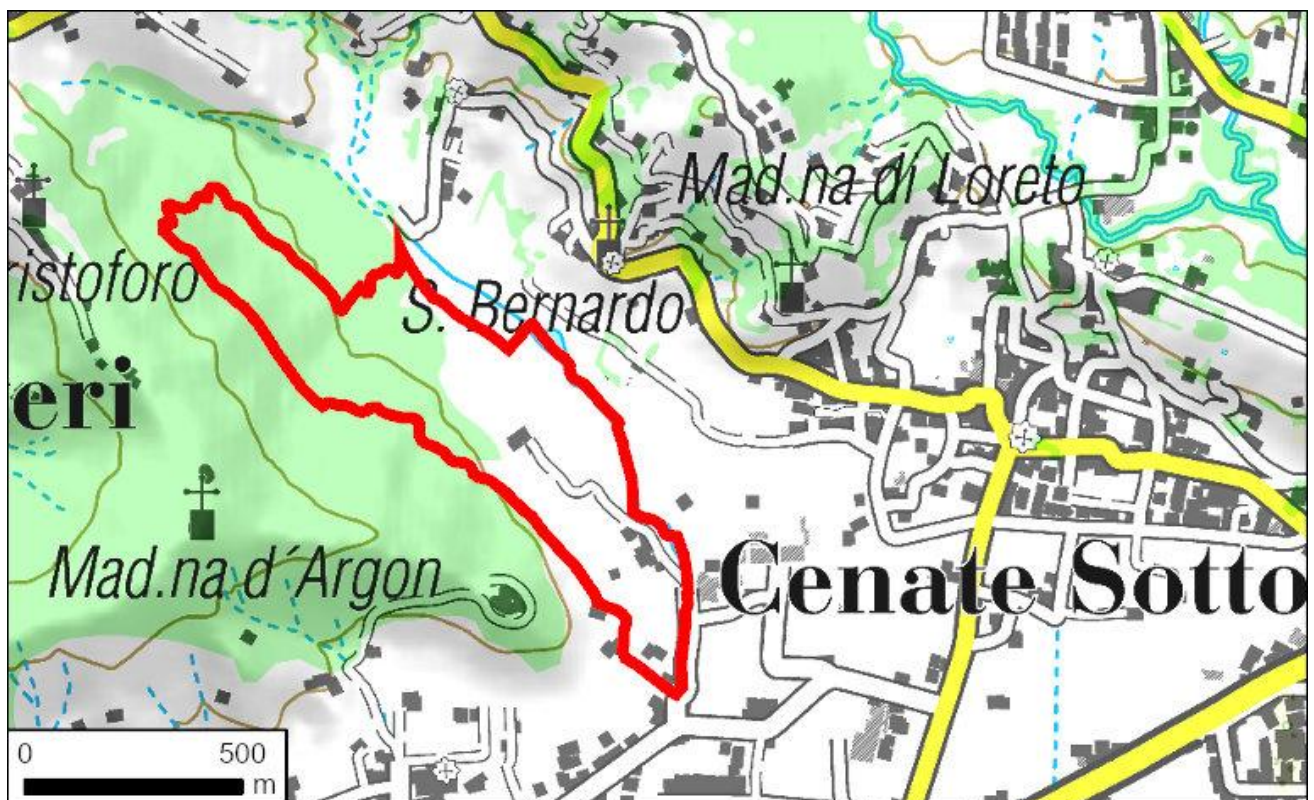 Mad.na di Loreto
ristoforo
S. Bernardo
eri
Mad.na d´Argon
Cenate Sotto
0 500
m